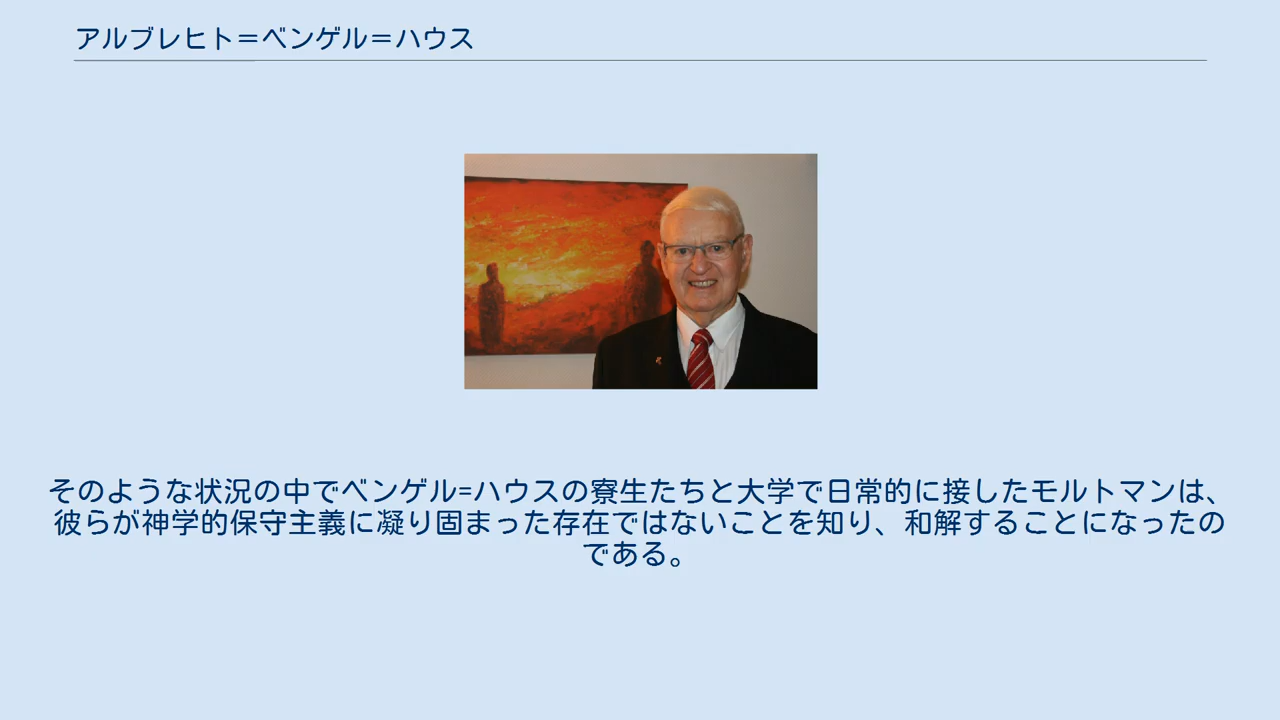 アルブレヒト＝ベンゲル＝ハウス
そのような状況の中でベンゲル=ハウスの寮生たちと大学で日常的に接したモルトマンは、
彼らが神学的保守主義に凝り固まった存在ではないことを知り、和解することになったの
である。